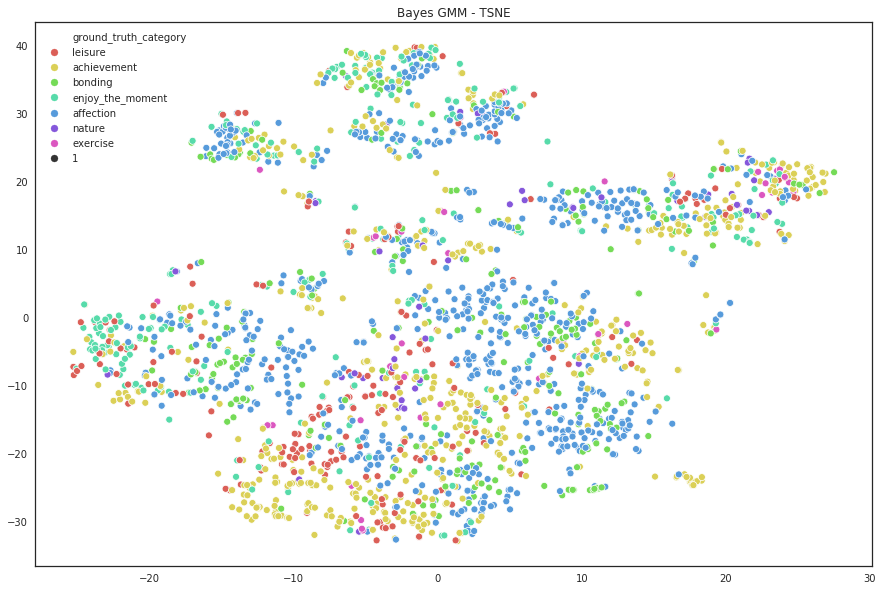 Bayes GMM - TSNE
ground_truth_category
leisure
achievement
bonding
enjoy_the_moment
affection
nature
exercise
1
40
30
20
10
0
−10
−20
−30
−20
−10
0
10
20
30